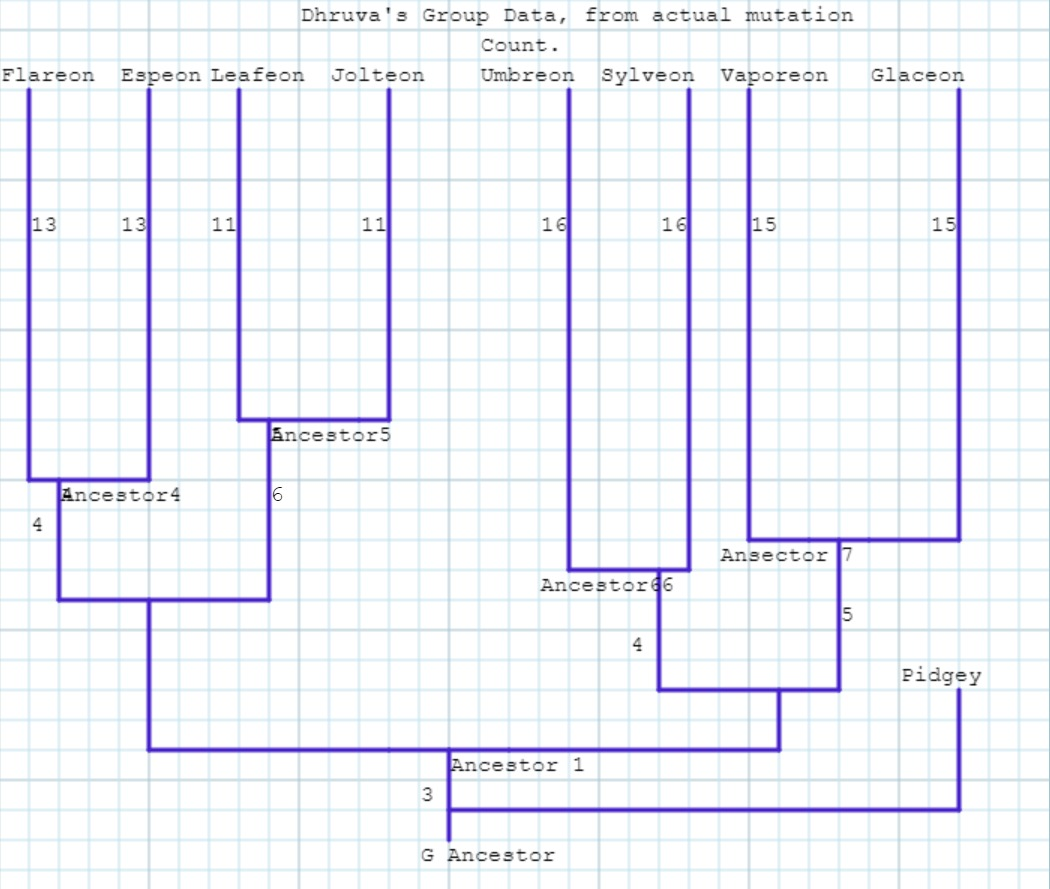 Dhruva's Group Data, from actual mutation
Count.
Flareon Espeon Leafeon Jolteon Umbreon Sylveon Vaporeon Glaceon
13 13 11 11 16 16 15 15
Ancestor5
Ancestor4 6
4
Ansector 7
Ancestor66
5
4
Pidgey
Ancestor 1
3
G Ancestor